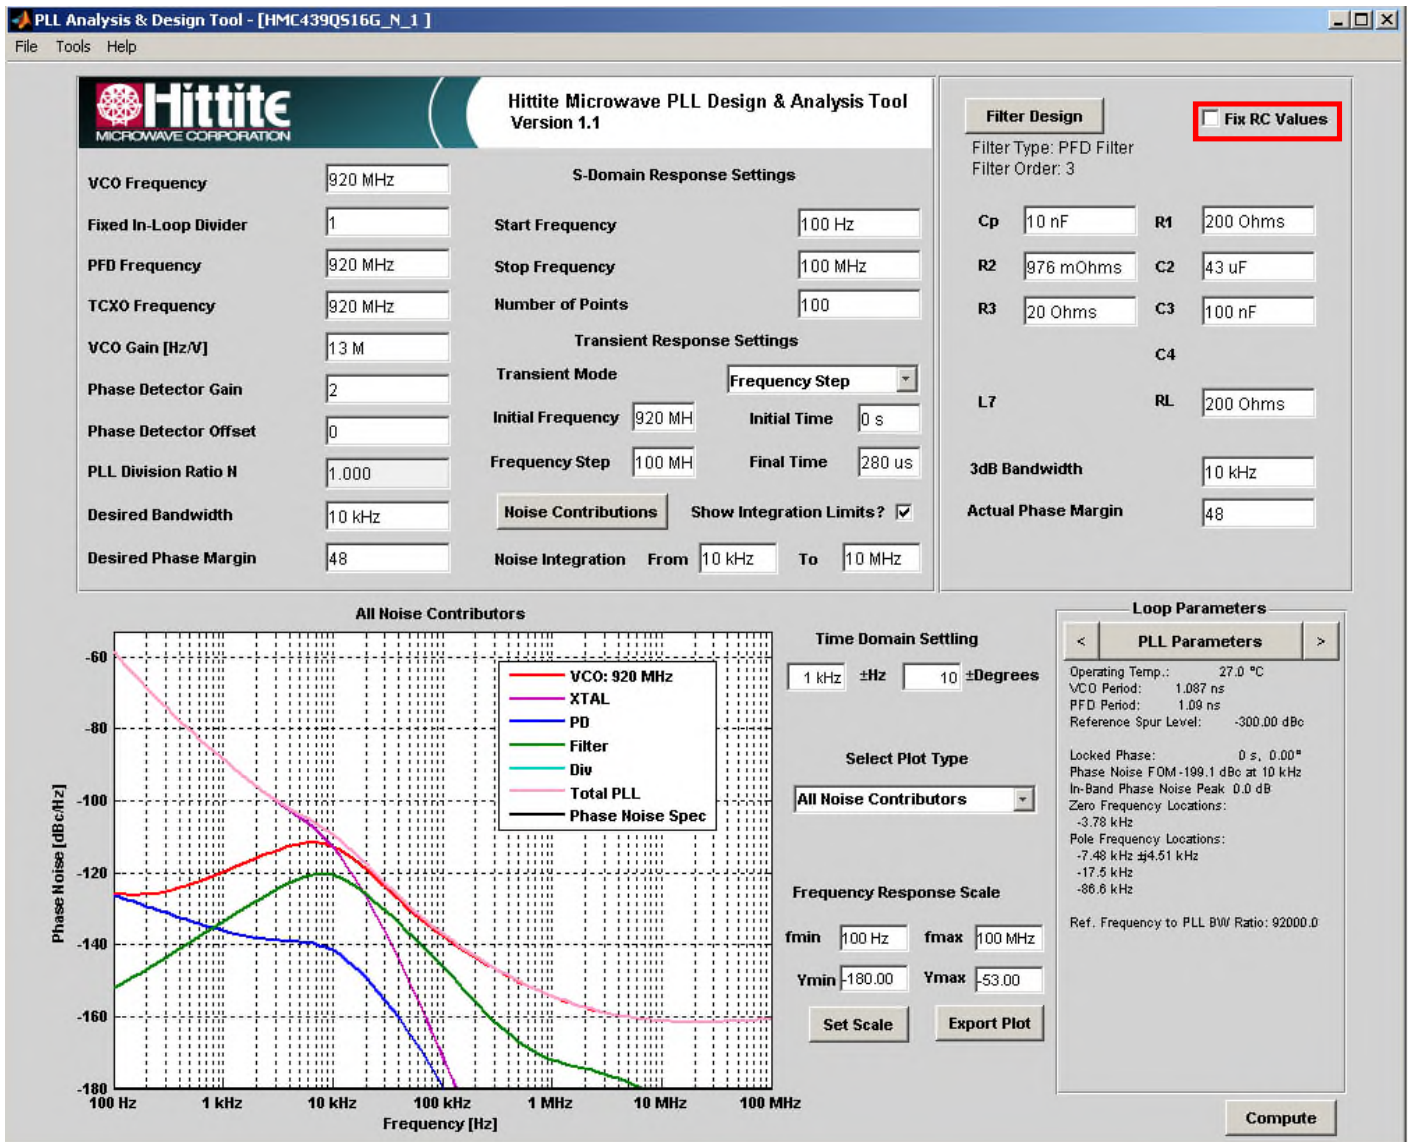 PLL Analysis & Design Tool - [HMC439QS16G_N_1 ]
File Tools Help
Hittite
MICROWAVE CORPORATION
Hittite Microwave PLL Design & Analysis Tool
Version 1.1
VCO Frequency 920 MHz
Fixed In-Loop Divider 1
PFD Frequency 920 MHz
TCXO Frequency 920 MHz
VCO Gain [Hz/V] 13 M
Phase Detector Gain 2
Phase Detector Offset 0
PLL Division Ratio N 1.000
Desired Bandwidth 10 kHz
Desired Phase Margin 48
S-Domain Response Settings
Start Frequency 100 Hz
Stop Frequency 100 MHz
Number of Points 100
Transient Response Settings
Transient Mode Frequency Step
Initial Frequency 920 MH Initial Time 0 s
Frequency Step 100 MH Final Time 280 us
Noise Contributions Show Integration Limits?
Noise Integration From 10 kHz To 10 MHz
Filter Design Fix RC Values
Filter Type: PFD Filter
Filter Order: 3
Cp 10 nF R1 200 Ohms
R2 976 mOhms C2 43 uF
R3 20 Ohms C3 100 nF
C4
L7 RL 200 Ohms
3dB Bandwidth 10 kHz
Actual Phase Margin 48
All Noise Contributors
Phase Noise [dBc/Hz]
-60
-80
-100
-120
-140
-160
-180
VCO: 920 MHz
XTAL
PD
Filter
Div
Total PLL
Phase Noise Spec
100 Hz 1 kHz 10 kHz 100 kHz 1 MHz 10 MHz 100 MHz
Frequency [Hz]
Time Domain Settling
1 kHz ±Hz 10 ±Degrees
Select Plot Type
All Noise Contributors
Frequency Response Scale
fmin 100 Hz fmax 100 MHz
Ymin -180.00 Ymax -53.00
Set Scale Export Plot
Loop Parameters
< PLL Parameters >
Operating Temp.: 27.0 °C
VCO Period: 1.087 ns
PFD Period: 1.09 ns
Reference Spur Level: -300.00 dBc
Locked Phase: 0 s, 0.00°
Phase Noise FOM -199.1 dBc at 10 kHz
In-Band Phase Noise Peak 0.0 dB
Zero Frequency Locations:
-3.78 kHz
Pole Frequency Locations:
-7.48 kHz ±j4.51 kHz
-17.5 kHz
-86.6 kHz
Ref. Frequency to PLL BW Ratio: 92000.0
Compute